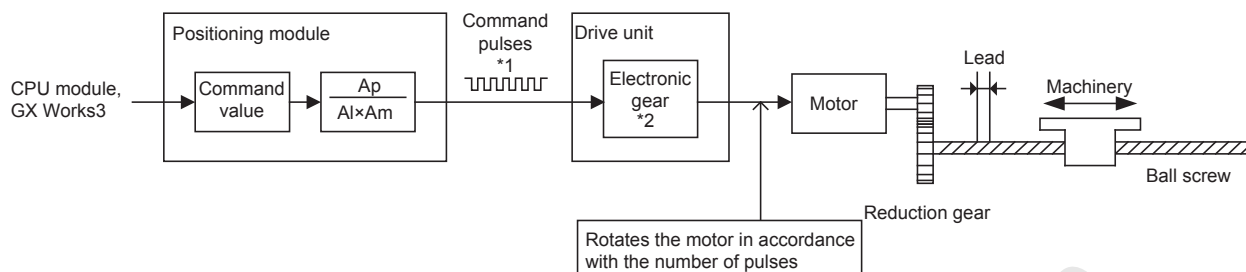 Positioning module
Command
pulses
*1
Drive unit
Lead
Machinery
CPU module,
GX Works3
Command
value
Ap
Al×Am
Electronic
gear
*2
Motor
Ball screw
Reduction gear
Rotates the motor in accordance
with the number of pulses